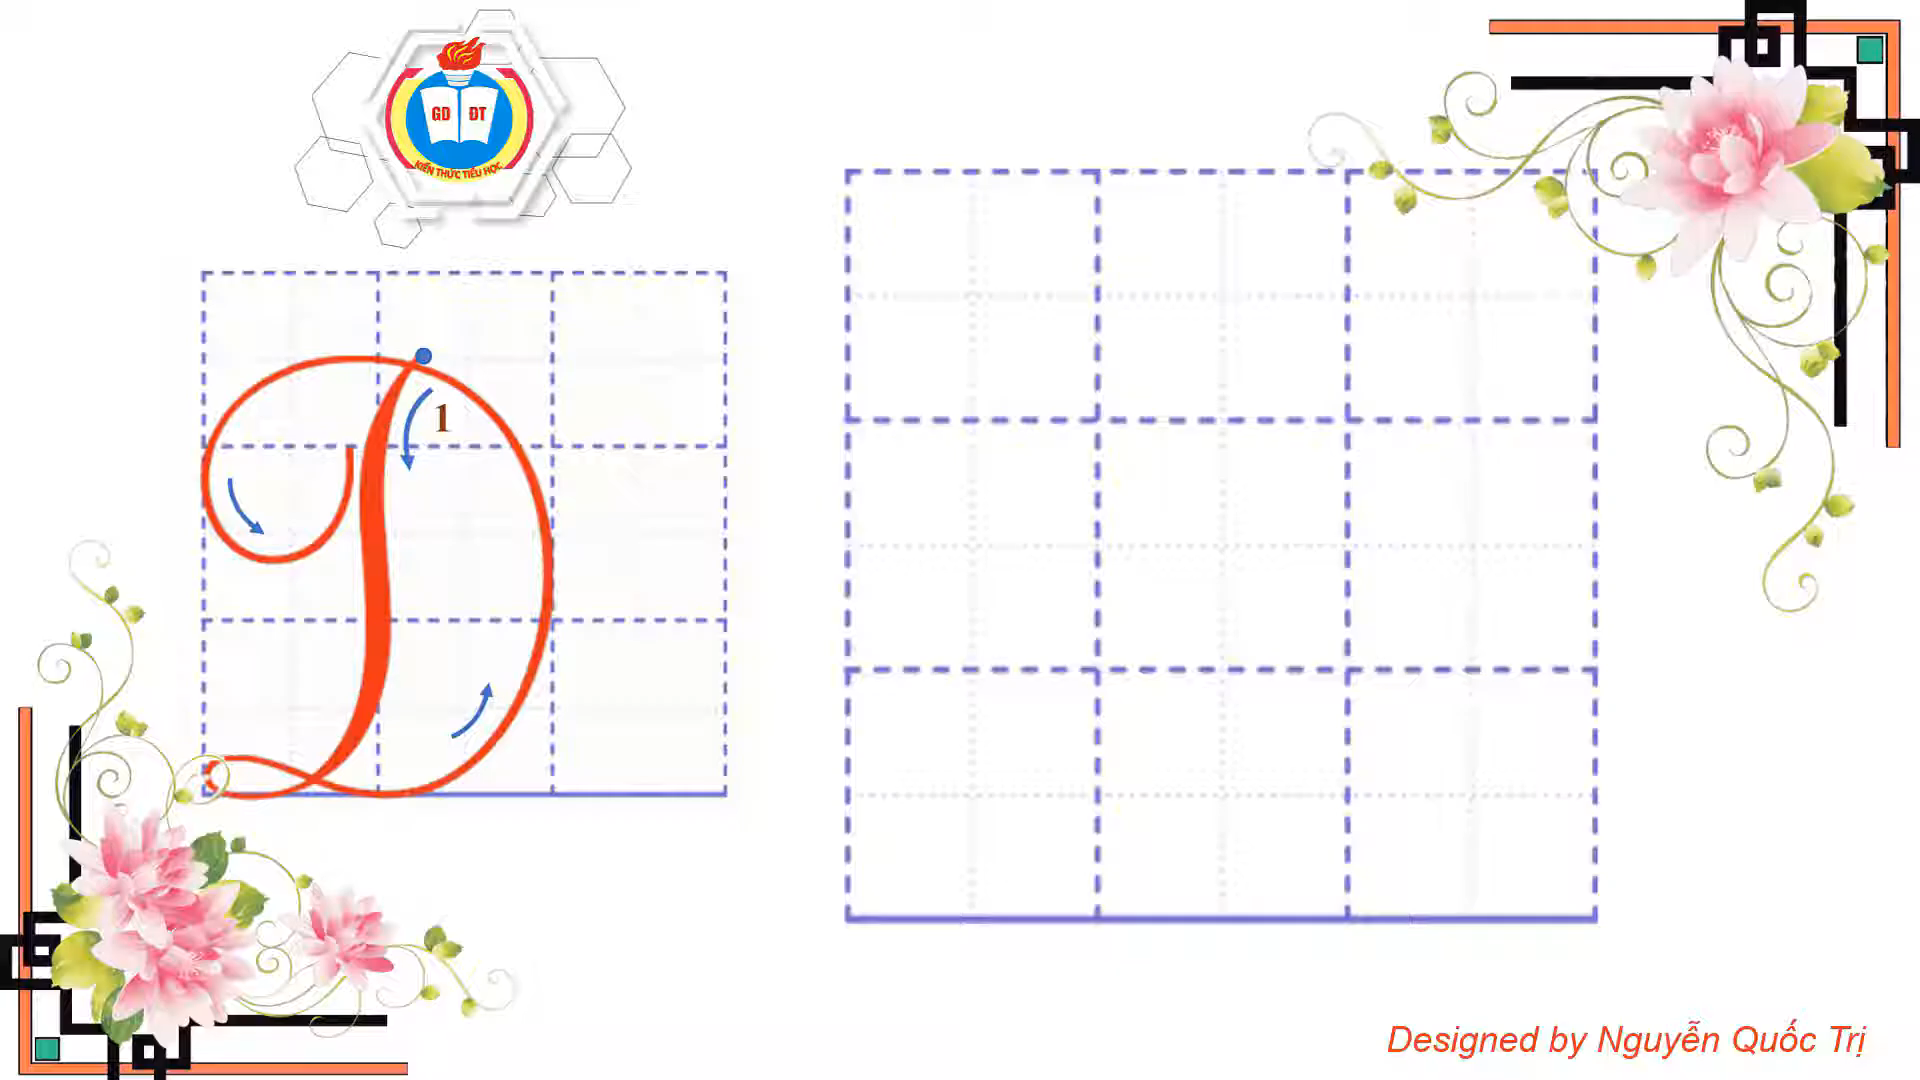 GD ĐT
KIẾN THỨC TIỂU HỌC
D
1
Designed by Nguyễn Quốc Trị